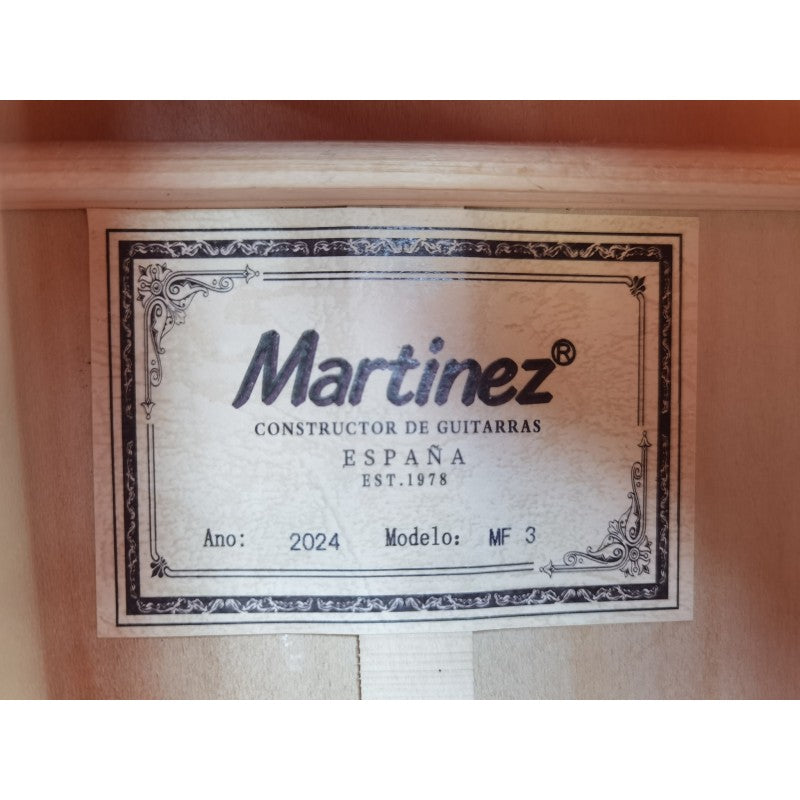 Martinez®
CONSTRUCTOR DE GUITARRAS
ESPAÑA
EST.1978
Ano: 2024 Modelo: MF 3